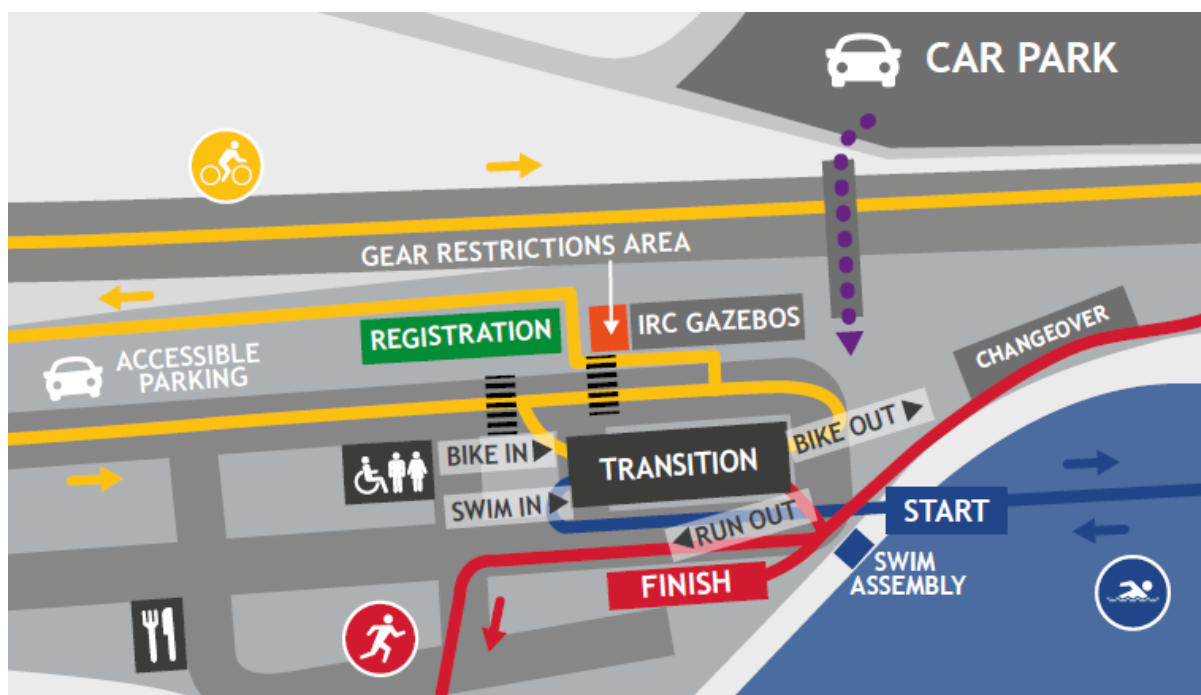 CAR PARK
GEAR RESTRICTIONS AREA
REGISTRATION
IRC GAZEBOS
CHANGEOVER
ACCESSIBLE
PARKING
BIKE IN
TRANSITION
BIKE OUT
SWIM IN
RUN OUT
START
SWIM
ASSEMBLY
FINISH